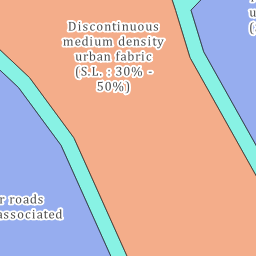 Discontinuous
medium density
urban fabric
(S.L. : 30% -
50%)
r roads
associated